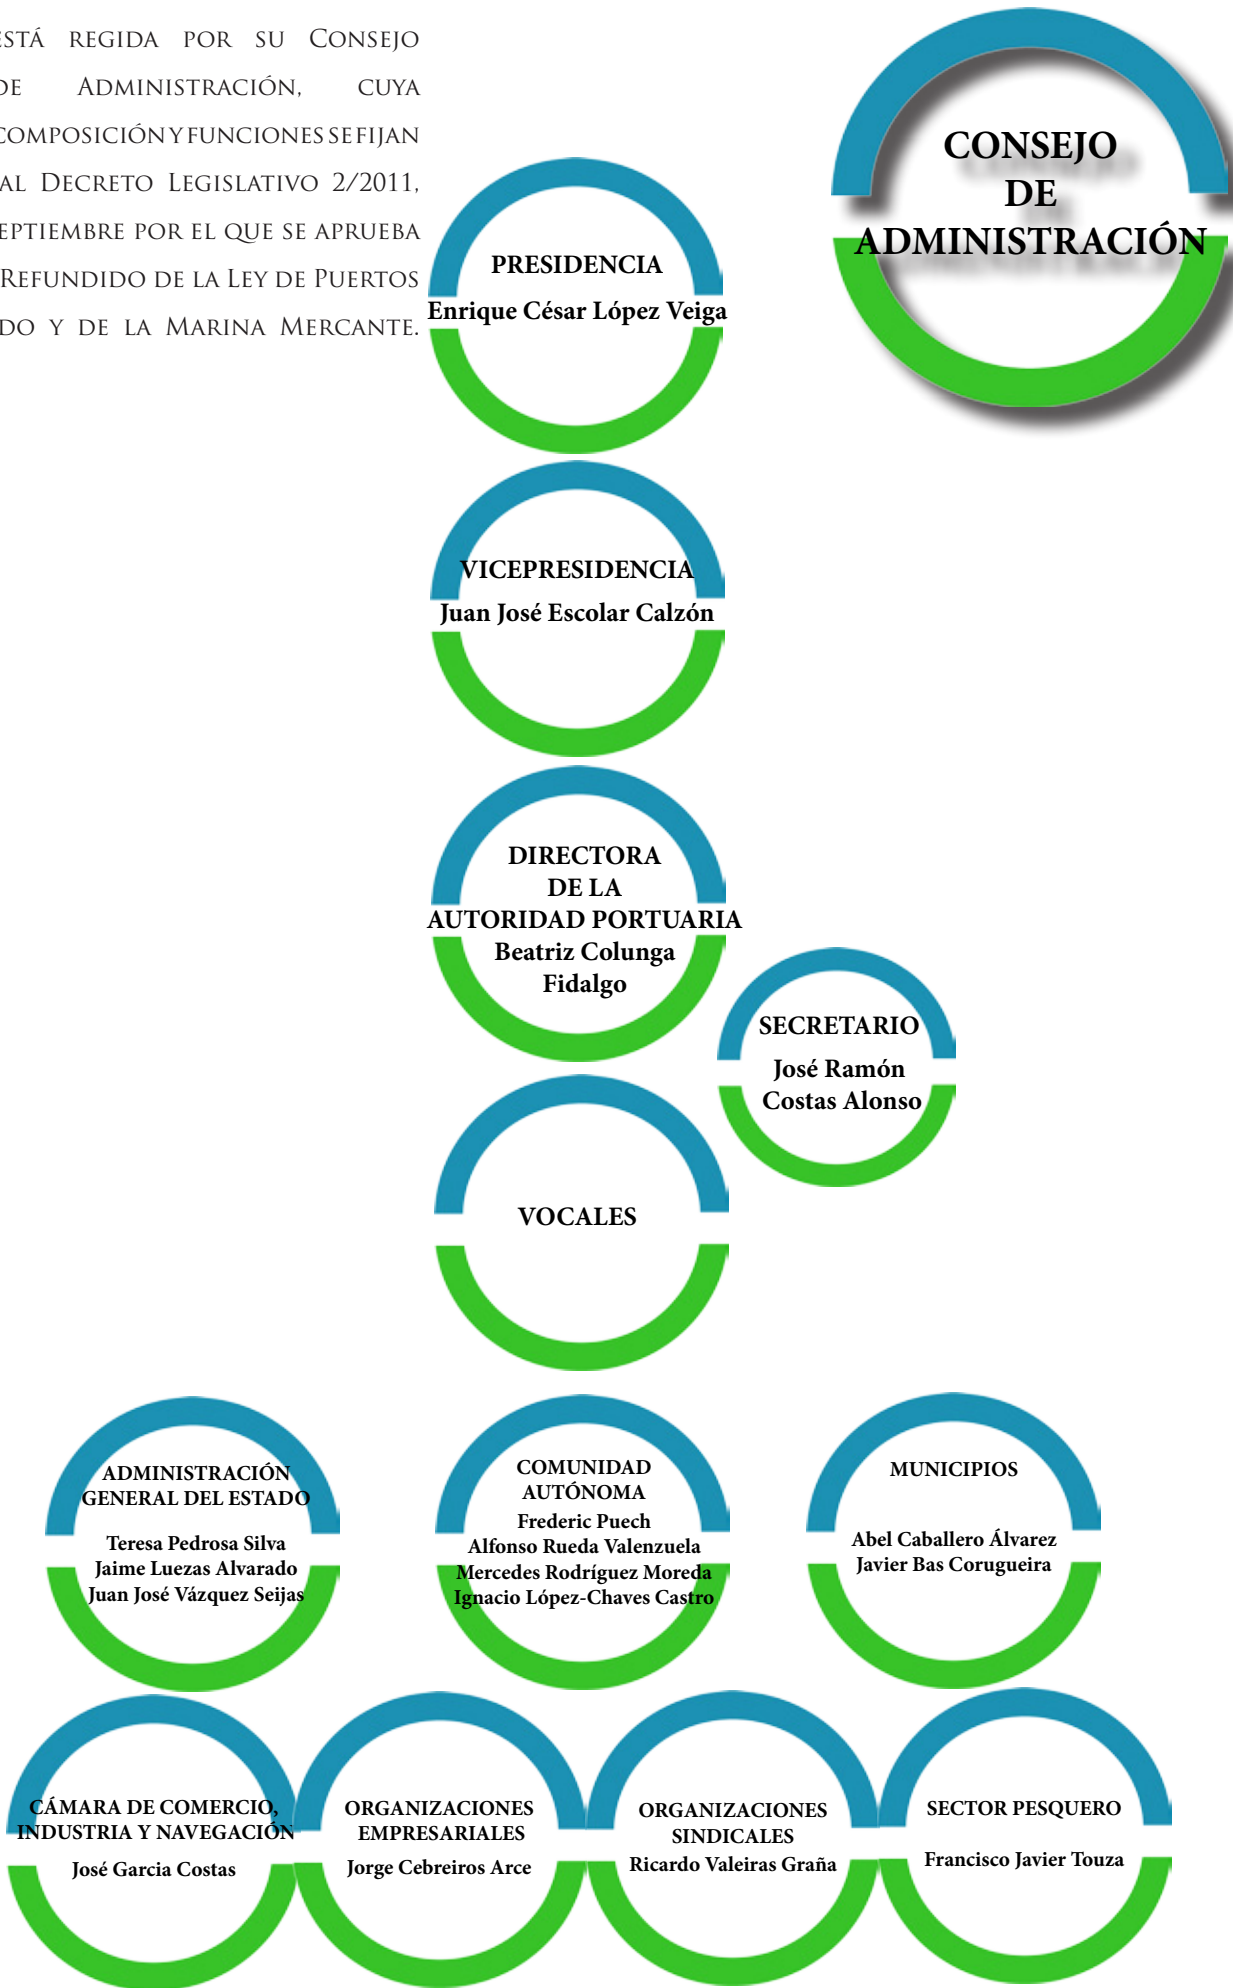 ESTÁ REGIDA POR SU CONSEJO
DE ADMINISTRACIÓN, CUYA
COMPOSICIÓN Y FUNCIONES SE FIJAN
AL DECRETO LEGISLATIVO 2/2011,
SEPTIEMBRE POR EL QUE SE APRUEBA
REFUNDIDO DE LA LEY DE PUERTOS
DO Y DE LA MARINA MERCANTE.
CONSEJO
DE
ADMINISTRACIÓN
PRESIDENCIA
Enrique César López Veiga
VICEPRESIDENCIA
Juan José Escolar Calzón
DIRECTORA
DE LA
AUTORIDAD PORTUARIA
Beatriz Colunga
Fidalgo
SECRETARIO
José Ramón
Costas Alonso
VOCALES
ADMINISTRACIÓN
GENERAL DEL ESTADO
Teresa Pedrosa Silva
Jaime Luezas Alvarado
Juan José Vázquez Seijas
COMUNIDAD
AUTÓNOMA
Frederic Puech
Alfonso Rueda Valenzuela
Mercedes Rodríguez Moreda
Ignacio López-Chaves Castro
MUNICIPIOS
Abel Caballero Álvarez
Javier Bas Corugueira
CÁMARA DE COMERCIO,
INDUSTRIA Y NAVEGACIÓN
José Garcia Costas
ORGANIZACIONES
EMPRESARIALES
Jorge Cebreiros Arce
ORGANIZACIONES
SINDICALES
Ricardo Valeiras Graña
SECTOR PESQUERO
Francisco Javier Touza